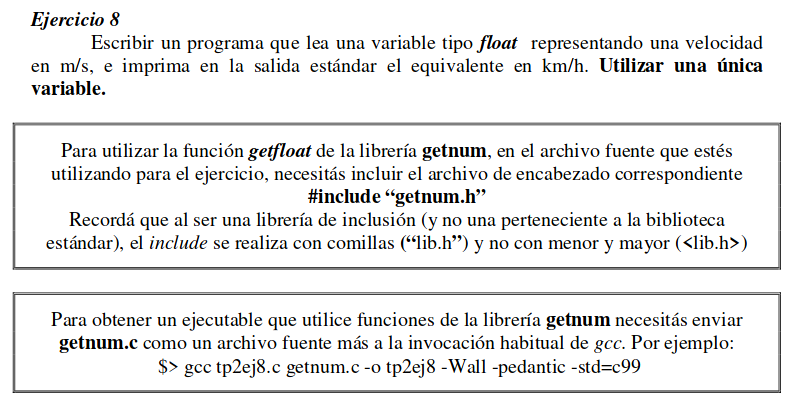 Ejercicio 8
Escribir un programa que lea una variable tipo float representando una velocidad
en m/s, e imprima en la salida estándar el equivalente en km/h. Utilizar una única
variable.
Para utilizar la función getfloat de la librería getnum, en el archivo fuente que estés
utilizando para el ejercicio, necesitás incluir el archivo de encabezado correspondiente
#include “getnum.h”
Recordá que al ser una librería de inclusión (y no una perteneciente a la biblioteca
estándar), el include se realiza con comillas (“lib.h”) y no con menor y mayor (<lib.h>)
Para obtener un ejecutable que utilice funciones de la librería getnum necesitás enviar
getnum.c como un archivo fuente más a la invocación habitual de gcc. Por ejemplo:
$> gcc tp2ej8.c getnum.c -o tp2ej8 -Wall -pedantic -std=c99